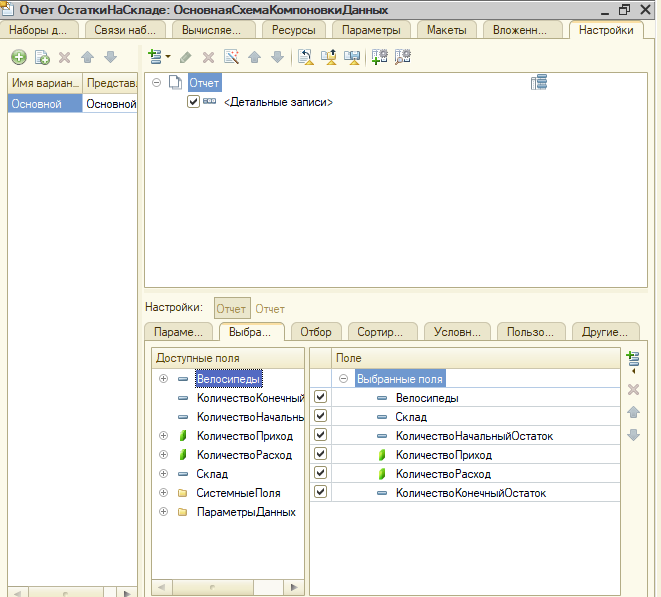 Отчет ОстаткиНаСкладе: ОсновнаяСхемаКомпоновкиДанных
Наборы д... Связи наб... Вычисляе... Ресурсы Параметры Макеты Вложенн... Настройки
Имя вариан... Представ
Основной Основной
Отчет
<Детальные записи>
Настройки: Отчет Отчет
Параме... Выбра... Отбор Сортир... Условн... Пользо... Другие...
Доступные поля
Велосипеды
КоличествоКонечный
КоличествоНачальны
КоличествоПриход
КоличествоРасход
Склад
СистемныеПоля
ПараметрыДанных
Поле
Выбранные поля
Велосипеды
Склад
КоличествоНачальныйОстаток
КоличествоПриход
КоличествоРасход
КоличествоКонечныйОстаток